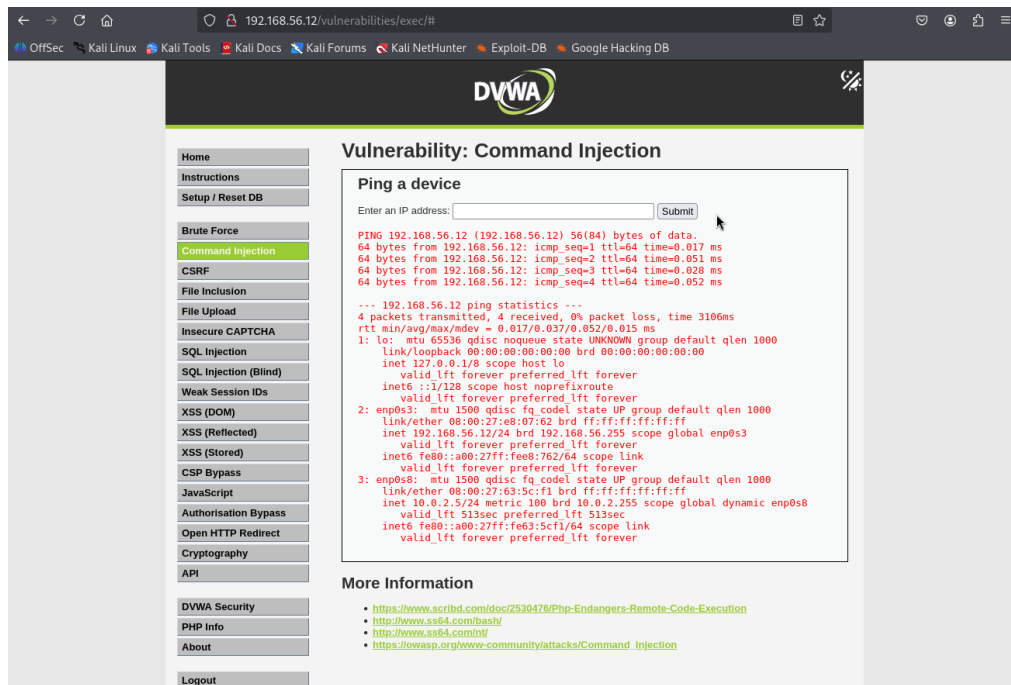 192.168.56.12/vulnerabilities/exec/#
OffSec Kali Linux Kali Tools Kali Docs Kali Forums Kali NetHunter Exploit-DB Google Hacking DB
DVWA
Home
Instructions
Setup / Reset DB
Brute Force
Command Injection
CSRF
File Inclusion
File Upload
Insecure CAPTCHA
SQL Injection
SQL Injection (Blind)
Weak Session IDs
XSS (DOM)
XSS (Reflected)
XSS (Stored)
CSP Bypass
JavaScript
Authorisation Bypass
Open HTTP Redirect
Cryptography
API
DVWA Security
PHP Info
About
Logout
Vulnerability: Command Injection
Ping a device
Enter an IP address: Submit
PING 192.168.56.12 (192.168.56.12) 56(84) bytes of data.
64 bytes from 192.168.56.12: icmp_seq=1 ttl=64 time=0.017 ms
64 bytes from 192.168.56.12: icmp_seq=2 ttl=64 time=0.051 ms
64 bytes from 192.168.56.12: icmp_seq=3 ttl=64 time=0.028 ms
64 bytes from 192.168.56.12: icmp_seq=4 ttl=64 time=0.052 ms
--- 192.168.56.12 ping statistics ---
4 packets transmitted, 4 received, 0% packet loss, time 3106ms
rtt min/avg/max/mdev = 0.017/0.037/0.052/0.015 ms
1: lo:  mtu 65536 qdisc noqueue state UNKNOWN group default qlen 1000
    link/loopback 00:00:00:00:00:00 brd 00:00:00:00:00:00
    inet 127.0.0.1/8 scope host lo
       valid_lft forever preferred_lft forever
    inet6 ::1/128 scope host noprefixroute
       valid_lft forever preferred_lft forever
2: enp0s3:  mtu 1500 qdisc fq_codel state UP group default qlen 1000
    link/ether 08:00:27:e8:07:62 brd ff:ff:ff:ff:ff:ff
    inet 192.168.56.12/24 brd 192.168.56.255 scope global enp0s3
       valid_lft forever preferred_lft forever
    inet6 fe80::a00:27ff:fee8:762/64 scope link
       valid_lft forever preferred_lft forever
3: enp0s8:  mtu 1500 qdisc fq_codel state UP group default qlen 1000
    link/ether 08:00:27:63:5c:f1 brd ff:ff:ff:ff:ff:ff
    inet 10.0.2.5/24 metric 100 brd 10.0.2.255 scope global dynamic enp0s8
       valid_lft 513sec preferred_lft 513sec
    inet6 fe80::a00:27ff:fe63:5cf1/64 scope link
       valid_lft forever preferred_lft forever
More Information
https://www.scribd.com/doc/2530476/Php-Endangers-Remote-Code-Execution
http://www.ss64.com/bash/
http://www.ss64.com/nt/
https://owasp.org/www-community/attacks/Command_Injection